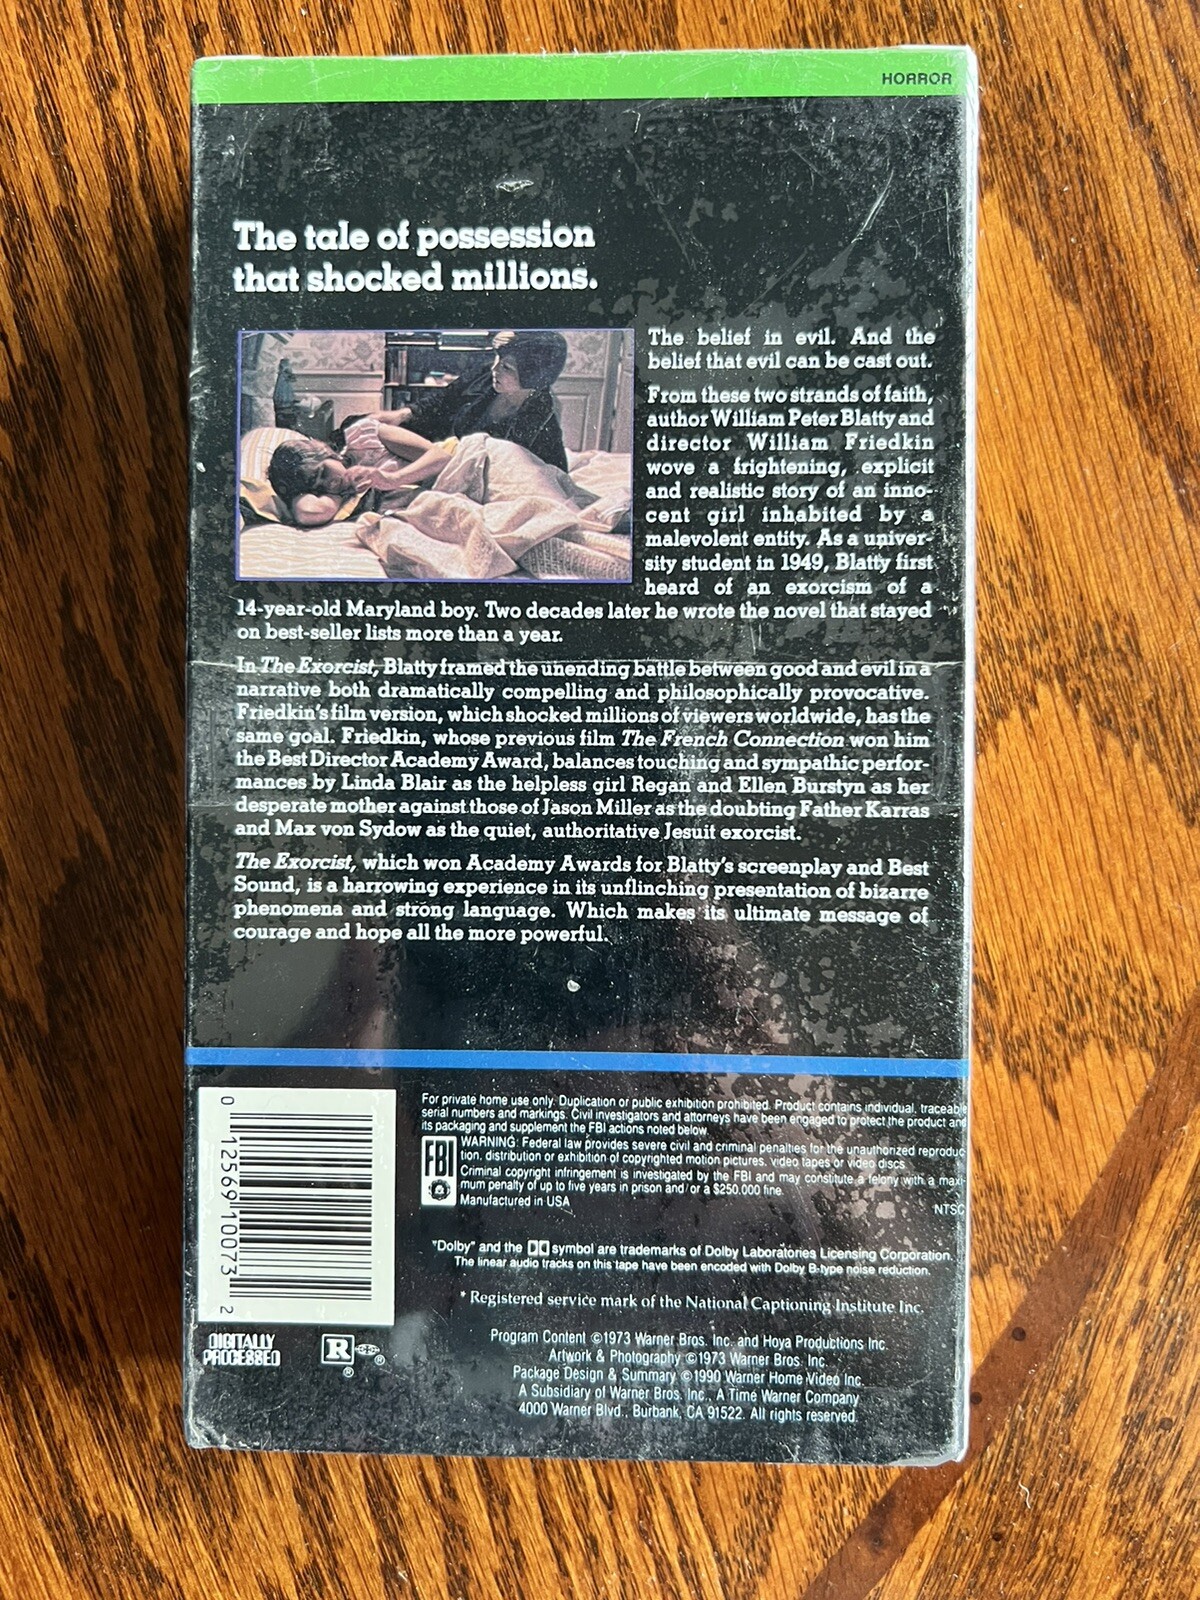 HORROR
The tale of possession
that shocked millions.
The belief in evil. And the
belief that evil can be cast out.
From these two strands of faith,
author William Peter Blatty and
director William Friedkin
wove a frightening, explicit
and realistic story of an inno-
cent girl inhabited by a
malevolent entity. As a univer-
sity student in 1949, Blatty first
heard of an exorcism of a
14-year-old Maryland boy. Two decades later he wrote the novel that stayed
on best-seller lists more than a year.
In The Exorcist, Blatty framed the unending battle between good and evil in a
narrative both dramatically compelling and philosophically provocative.
Friedkin's film version, which shocked millions of viewers worldwide, has the
same goal. Friedkin, whose previous film The French Connection won him
the Best Director Academy Award, balances touching and sympathic perfor-
mances by Linda Blair as the helpless girl Regan and Ellen Burstyn as her
desperate mother against those of Jason Miller as the doubting Father Karras
and Max von Sydow as the quiet, authoritative Jesuit exorcist.
The Exorcist, which won Academy Awards for Blatty's screenplay and Best
Sound, is a harrowing experience in its unflinching presentation of bizarre
phenomena and strong language. Which makes its ultimate message of
courage and hope all the more powerful.
0 12569 10073 2
DIGITALLY
PROCESSED
R ®
®
For private home use only. Duplication or public exhibition prohibited. Product contains individual, traceable
serial numbers and markings. Civil investigators and attorneys have been engaged to protect the product and
its packaging and supplement the FBI actions noted below.
FBI
WARNING: Federal law provides severe civil and criminal penalties for the unauthorized reproduc-
tion, distribution or exhibition of copyrighted motion pictures, video tapes or video discs.
Criminal copyright infringement is investigated by the FBI and may constitute a felony with a maxi-
mum penalty of up to five years in prison and/or a $250,000 fine.
Manufactured in USA
NTSC
"Dolby" and the symbol are trademarks of Dolby Laboratories Licensing Corporation.
The linear audio tracks on this tape have been encoded with Dolby B-type noise reduction.
* Registered service mark of the National Captioning Institute Inc.
Program Content ©1973 Warner Bros. Inc. and Hoya Productions Inc.
Artwork & Photography ©1973 Warner Bros. Inc.
Package Design & Summary ©1990 Warner Home Video Inc.
A Subsidiary of Warner Bros. Inc., A Time Warner Company
4000 Warner Blvd., Burbank, CA 91522. All rights reserved.